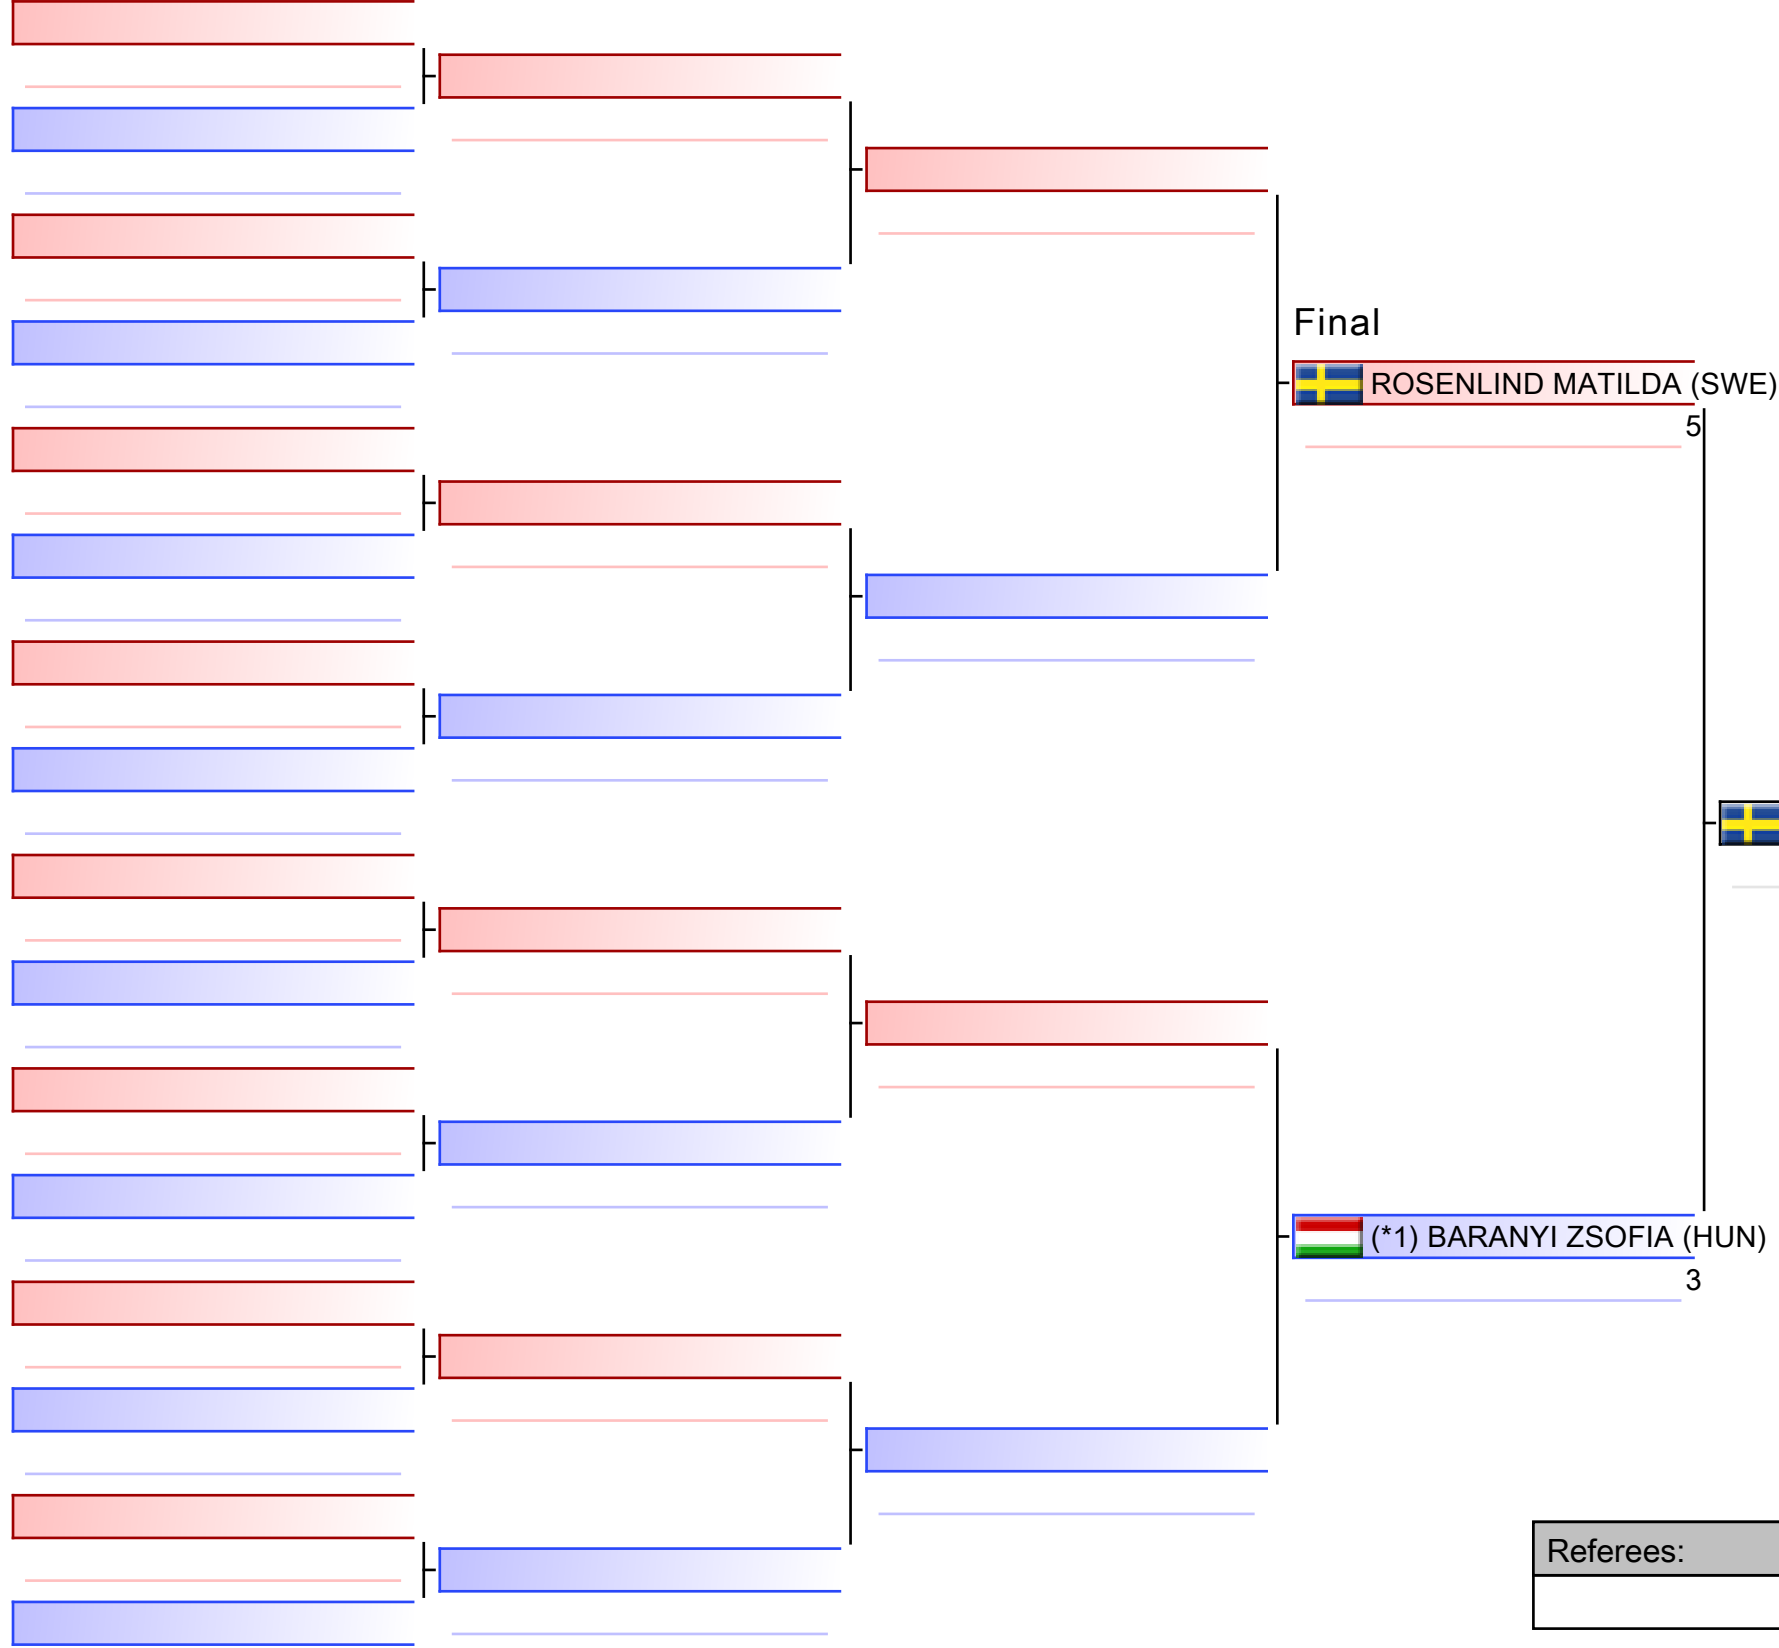 Final
ROSENLIND MATILDA (SWE)
5
(*1) BARANYI ZSOFIA (HUN)
3
Referees: